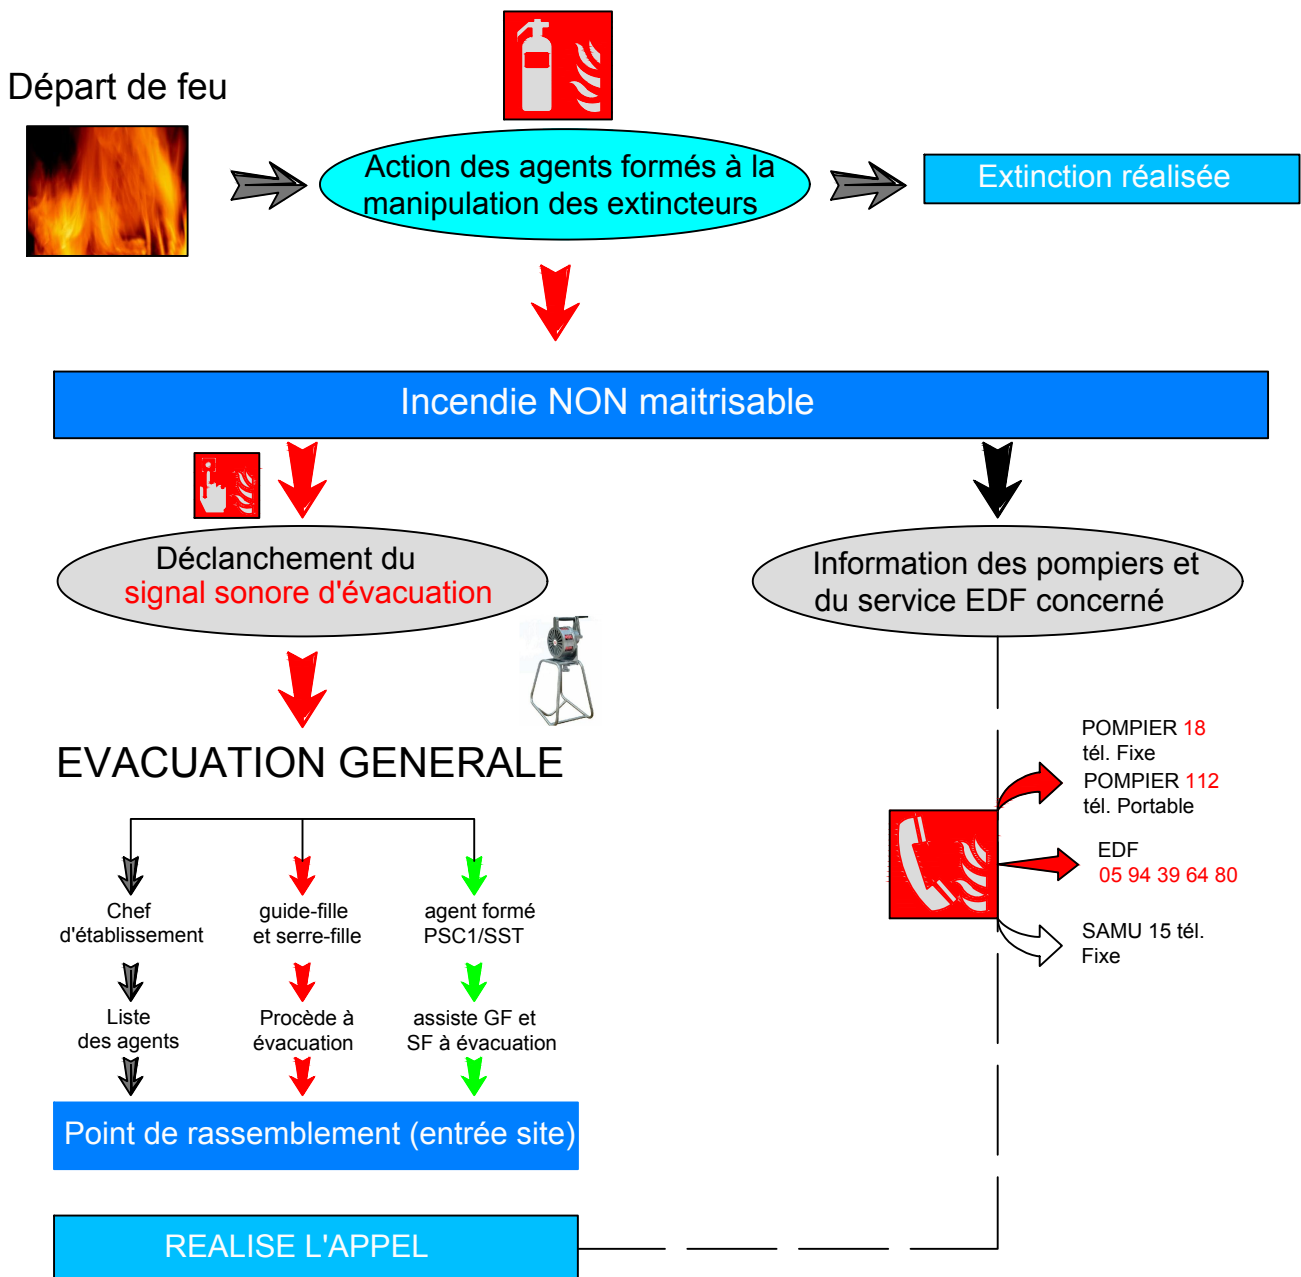 Départ de feu
Action des agents formés à la
manipulation des extincteurs
Extinction réalisée
Incendie NON maitrisable
Déclanchement du
signal sonore d'évacuation
Information des pompiers et
du service EDF concerné
EVACUATION GENERALE
POMPIER 18
tél. Fixe
POMPIER 112
tél. Portable
EDF
05 94 39 64 80
SAMU 15 tél.
Fixe
Chef
d'établissement
guide-fille
et serre-fille
agent formé
PSC1/SST
Liste
des agents
Procède à
évacuation
assiste GF et
SF à évacuation
Point de rassemblement (entrée site)
REALISE L'APPEL